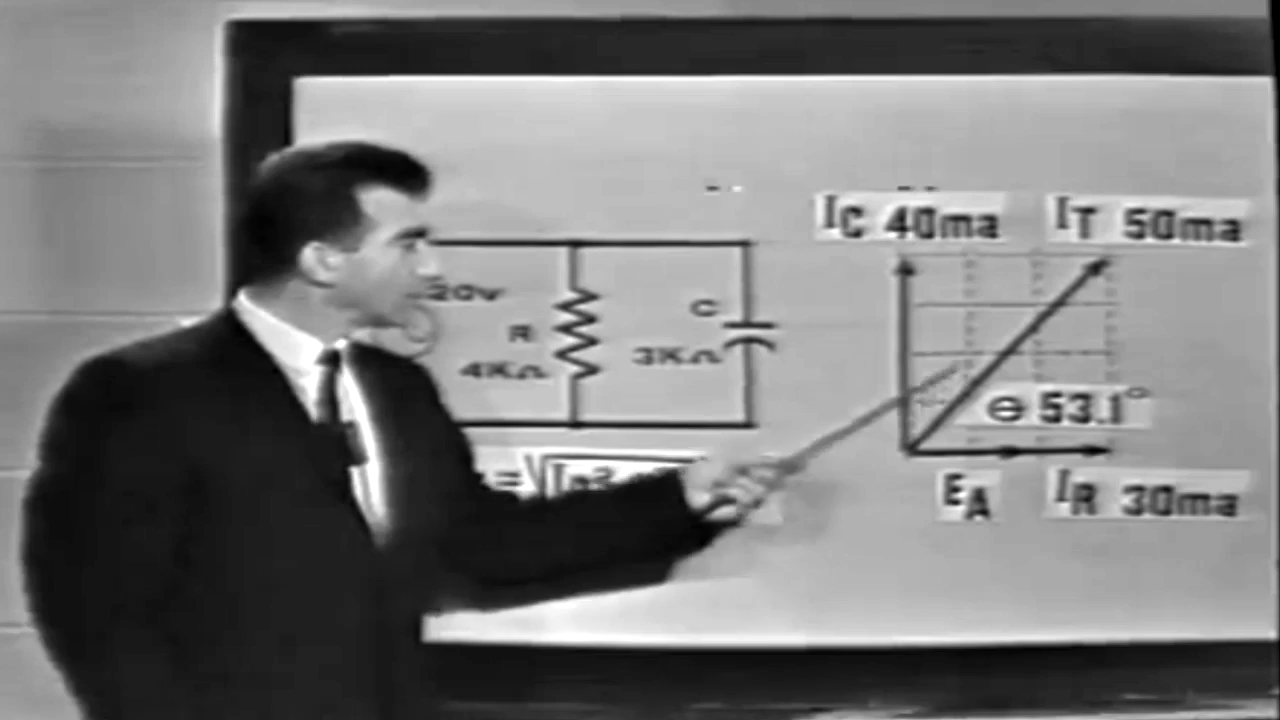 IC 40ma
IT 50ma
20v
R
4KΩ
C
3KΩ
θ 53.1°
EA
IR 30ma